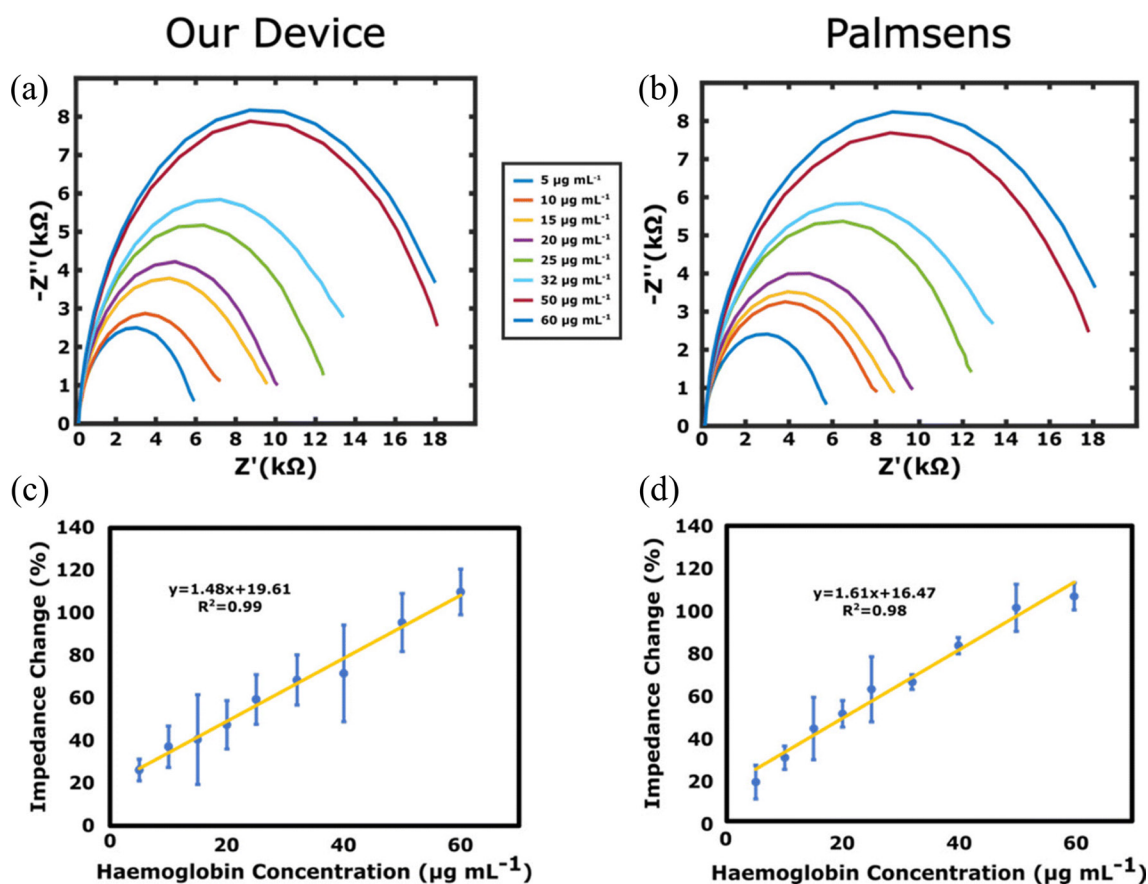 Our Device
Palmsens
(a)
(b)
-Z''(kΩ)
8
7
6
5
4
3
2
1
0
0 2 4 6 8 10 12 14 16 18
Z'(kΩ)
5 µg mL⁻¹
10 µg mL⁻¹
15 µg mL⁻¹
20 µg mL⁻¹
25 µg mL⁻¹
32 µg mL⁻¹
50 µg mL⁻¹
60 µg mL⁻¹
-Z''(kΩ)
8
7
6
5
4
3
2
1
0
0 2 4 6 8 10 12 14 16 18
Z'(kΩ)
(c)
(d)
Impedance Change (%)
140
120
100
80
60
40
20
0
y=1.48x+19.61
R²=0.99
0 20 40 60
Haemoglobin Concentration (µg mL⁻¹)
Impedance Change (%)
140
120
100
80
60
40
20
0
y=1.61x+16.47
R²=0.98
0 20 40 60
Haemoglobin Concentration (µg mL⁻¹)